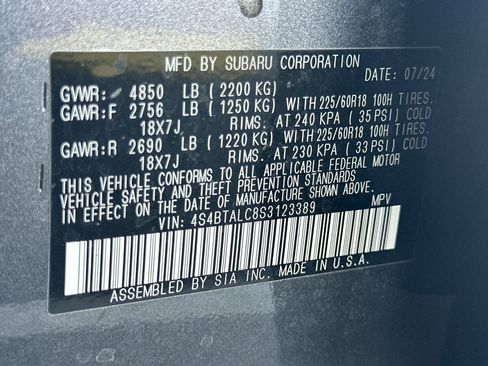 MFD BY SUBARU CORPORATION
DATE: 07/24
GVWR: 4850 LB ( 2200 KG)
GAWR:F 2756 LB ( 1250 KG) WITH 225/60R18 100H TIRES.
18X7J RIMS. AT 240 KPA ( 35 PSI) COLD
GAWR:R 2690 LB ( 1220 KG) WITH 225/60R18 100H TIRES.
18X7J RIMS. AT 230 KPA ( 33 PSI) COLD
THIS VEHICLE CONFORMS TO ALL APPLICABLE FEDERAL MOTOR
VEHICLE SAFETY AND THEFT PREVENTION STANDARDS
IN EFFECT ON THE DATE OF MANUFACTURE SHOWN ABOVE.
VIN: 4S4BTALC8S3123389 MPV
ASSEMBLED BY SIA INC. MADE IN U.S.A.